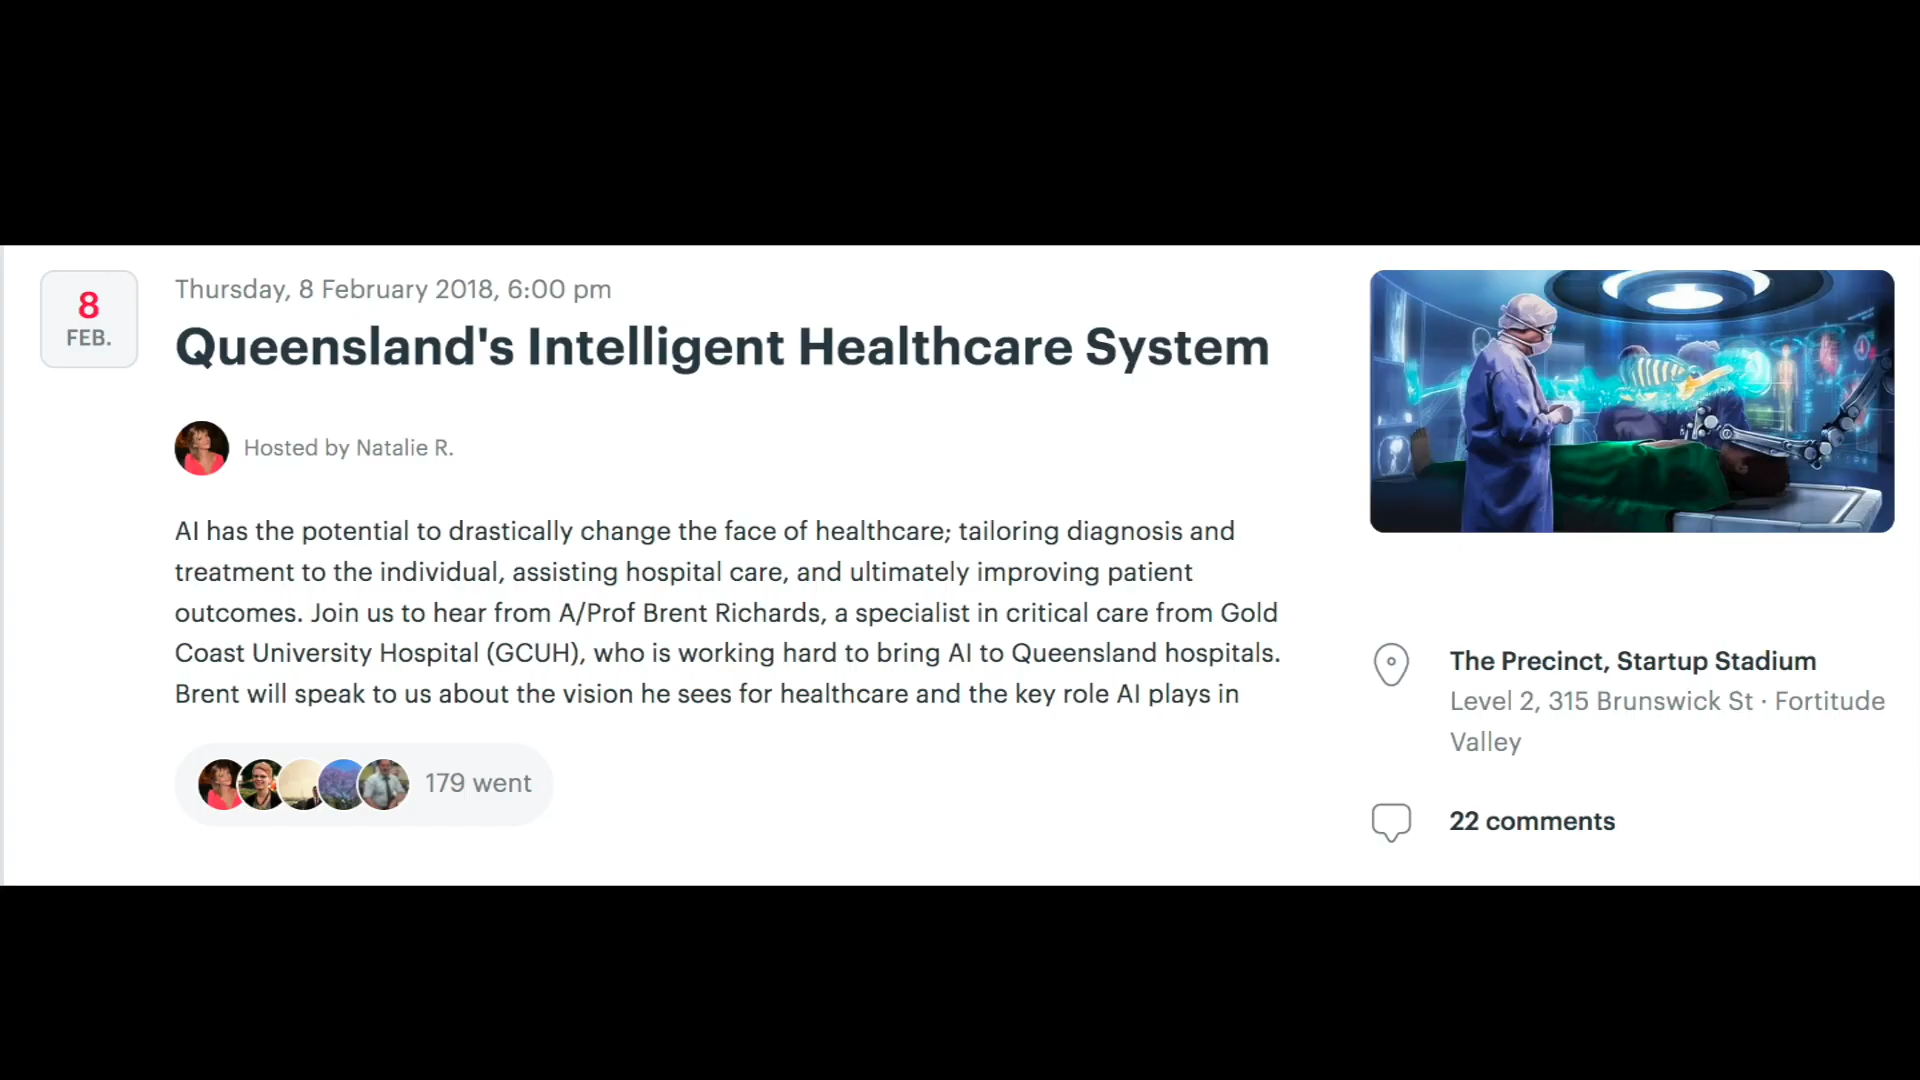 8
FEB.
Thursday, 8 February 2018, 6:00 pm
Queensland's Intelligent Healthcare System
Hosted by Natalie R.
AI has the potential to drastically change the face of healthcare; tailoring diagnosis and
treatment to the individual, assisting hospital care, and ultimately improving patient
outcomes. Join us to hear from A/Prof Brent Richards, a specialist in critical care from Gold
Coast University Hospital (GCUH), who is working hard to bring AI to Queensland hospitals.
Brent will speak to us about the vision he sees for healthcare and the key role AI plays in
179 went
The Precinct, Startup Stadium
Level 2, 315 Brunswick St · Fortitude
Valley
22 comments